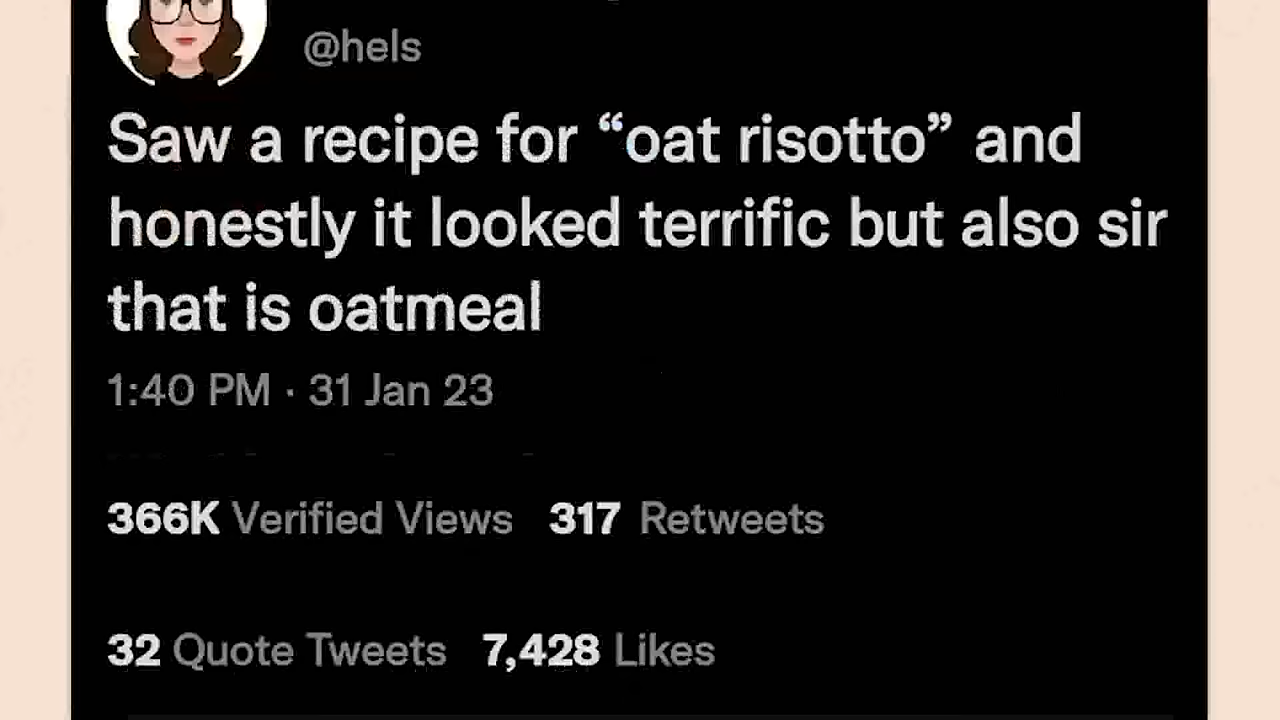 @hels
Saw a recipe for “oat risotto” and
honestly it looked terrific but also sir
that is oatmeal
1:40 PM · 31 Jan 23
366K Verified Views 317 Retweets
32 Quote Tweets 7,428 Likes